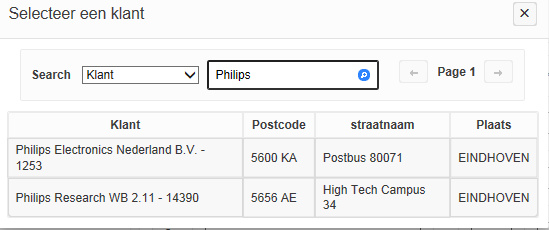 Selecteer een klant
Search Klant Philips Page 1
Klant Postcode straatnaam Plaats
Philips Electronics Nederland B.V. - 1253 5600 KA Postbus 80071 EINDHOVEN
Philips Research WB 2.11 - 14390 5656 AE High Tech Campus 34 EINDHOVEN